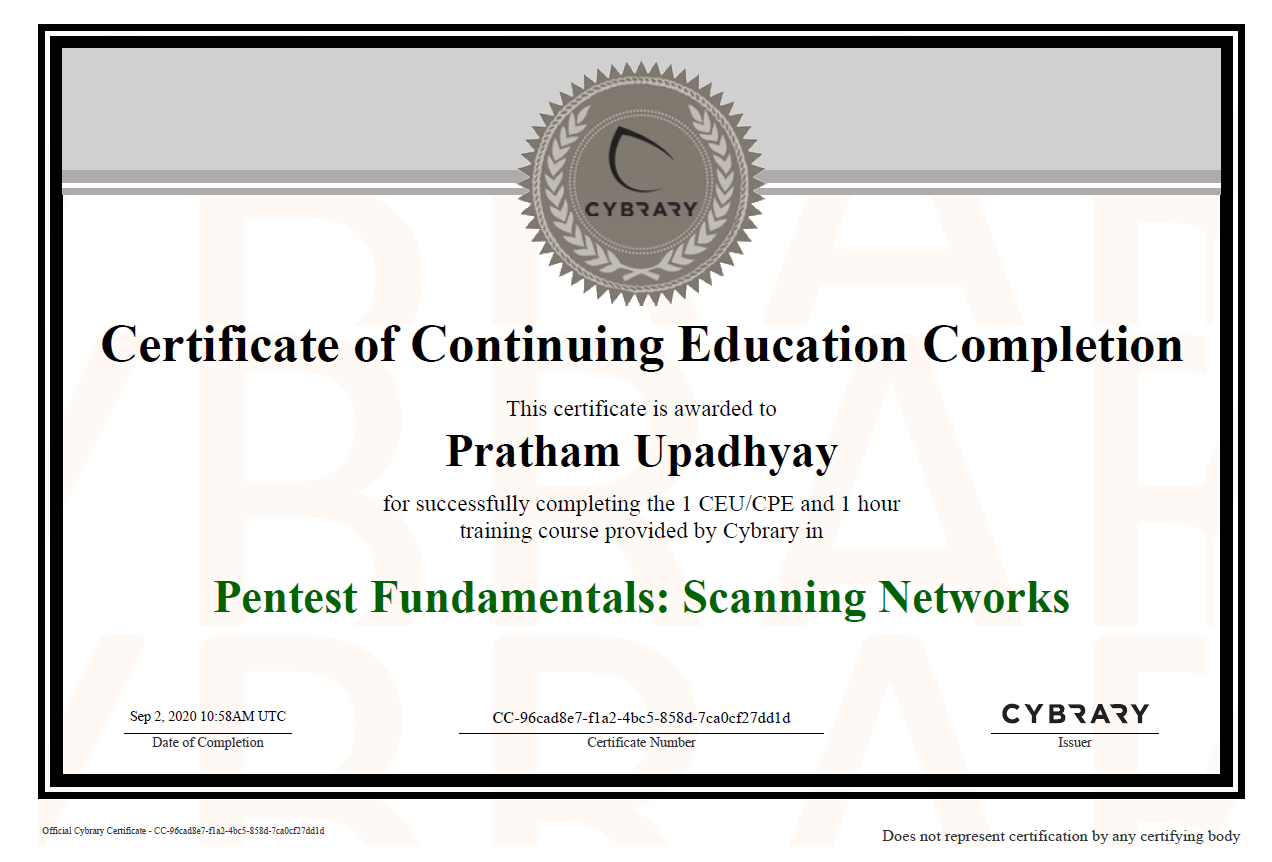 CYBRARY
Certificate of Continuing Education Completion
This certificate is awarded to
Pratham Upadhyay
for successfully completing the 1 CEU/CPE and 1 hour
training course provided by Cybrary in
Pentest Fundamentals: Scanning Networks
Sep 2, 2020 10:58AM UTC
Date of Completion
CC-96cad8e7-f1a2-4bc5-858d-7ca0cf27dd1d
Certificate Number
CYBRARY
Issuer
Official Cybrary Certificate - CC-96cad8e7-f1a2-4bc5-858d-7ca0cf27dd1d
Does not represent certification by any certifying body